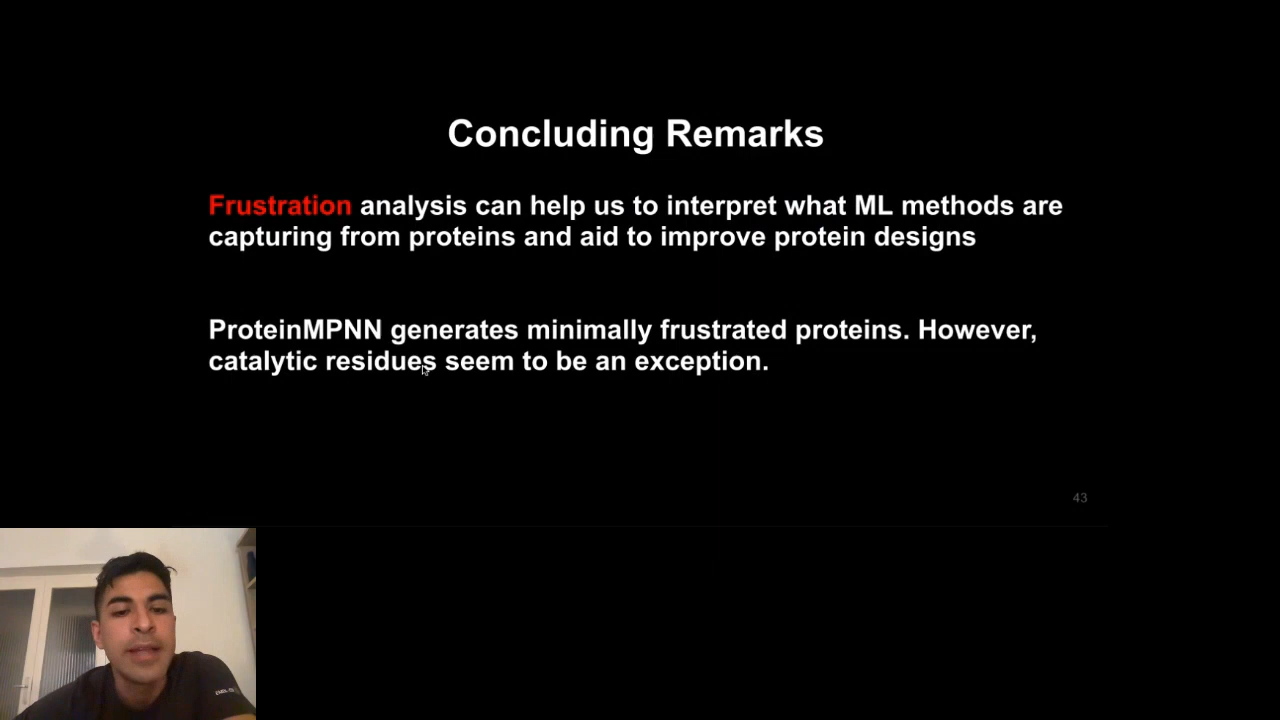 Concluding Remarks
Frustration analysis can help us to interpret what ML methods are
capturing from proteins and aid to improve protein designs
ProteinMPNN generates minimally frustrated proteins. However,
catalytic residues seem to be an exception.
43